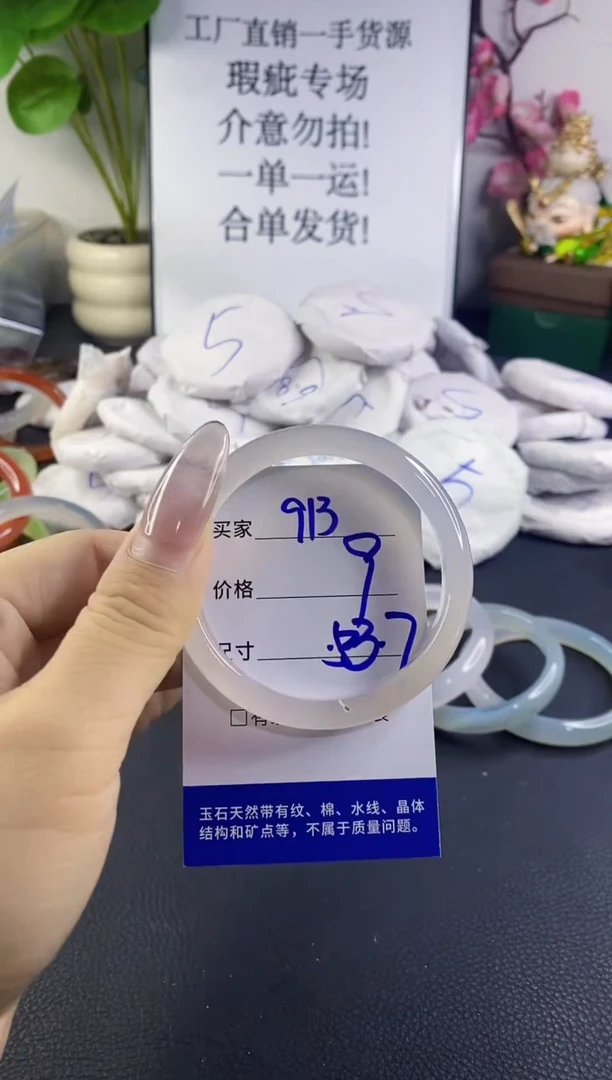 工厂直销一手货源
瑕疵专场
介意勿拍!
一单一运!
合单发货!
5
5
5
买家 913
价格 9
尺寸
玉石天然带有纹、棉、水线、晶体
结构和矿点等，不属于质量问题。